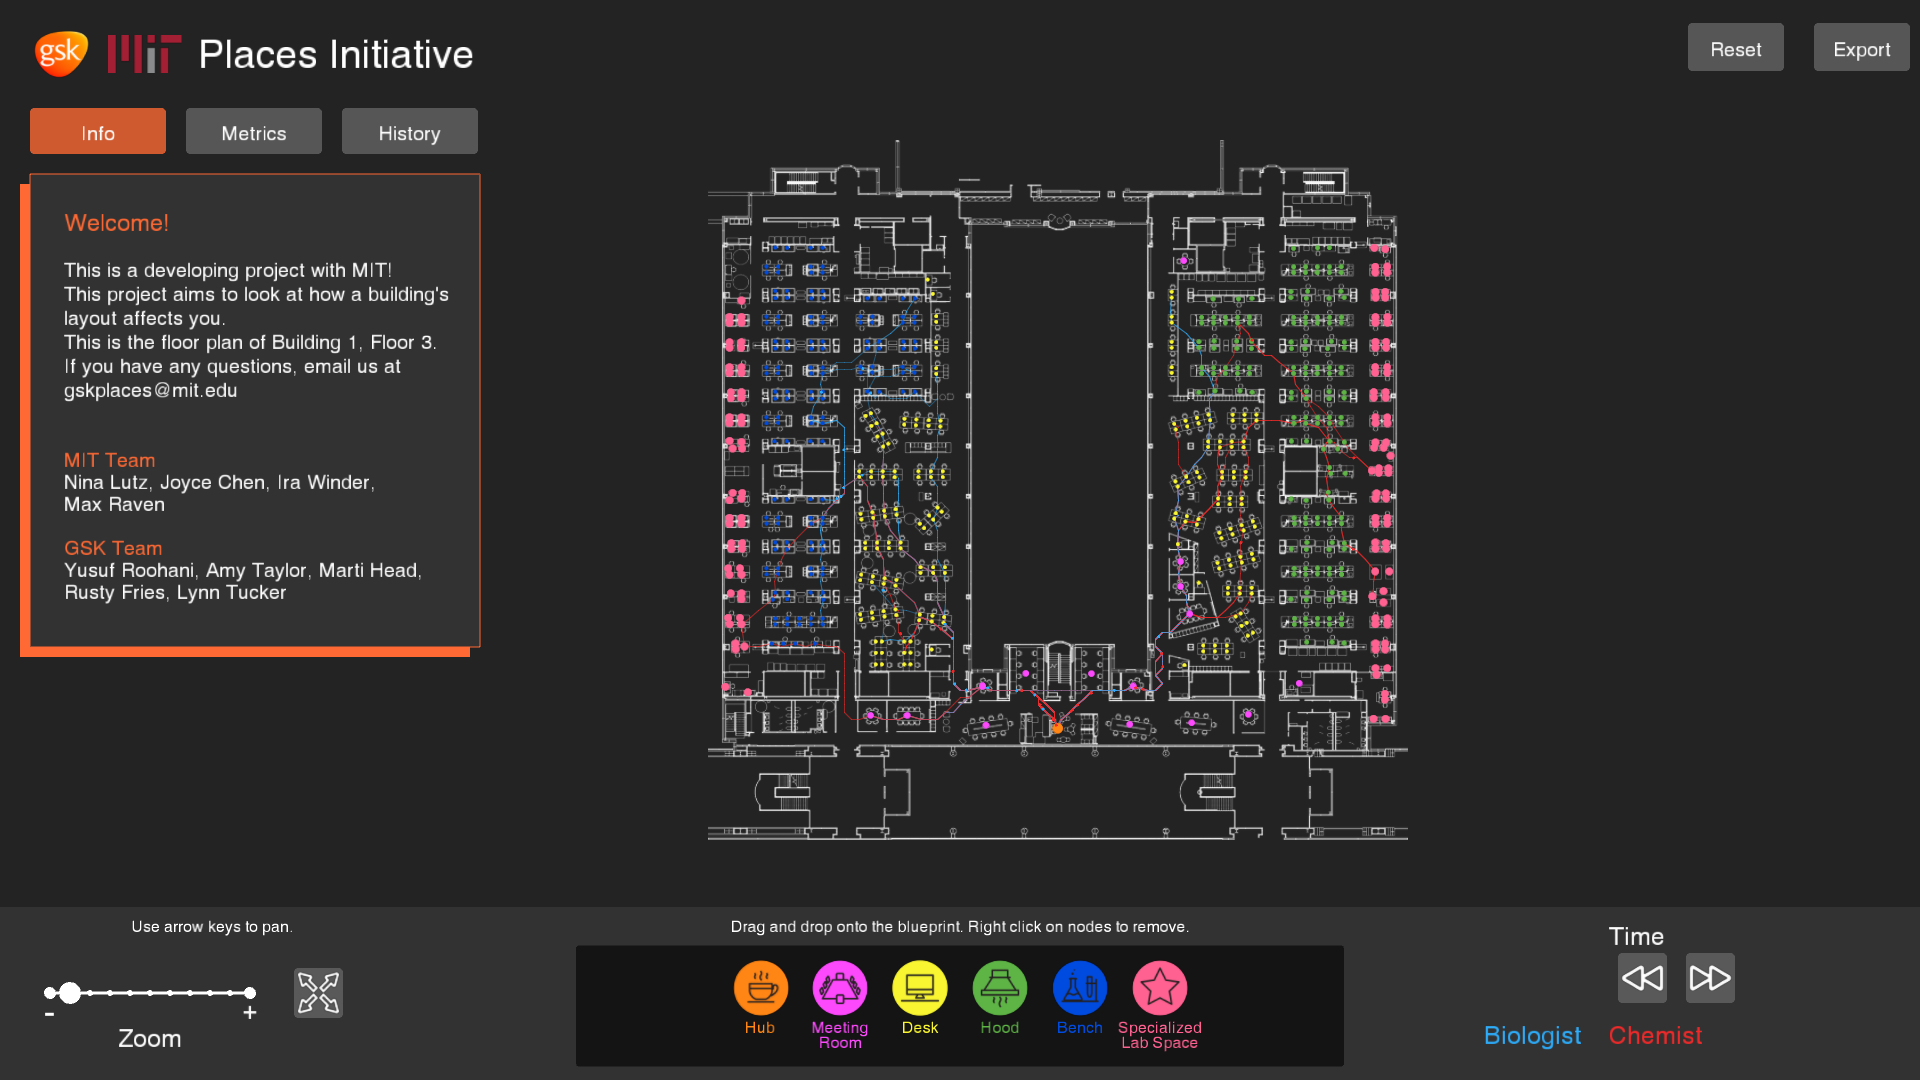 gsk MIT Places Initiative
Reset
Export
Info
Metrics
History
Welcome!
This is a developing project with MIT!
This project aims to look at how a building's
layout affects you.
This is the floor plan of Building 1, Floor 3.
If you have any questions, email us at
gskplaces@mit.edu
MIT Team
Nina Lutz, Joyce Chen, Ira Winder,
Max Raven
GSK Team
Yusuf Roohani, Amy Taylor, Marti Head,
Rusty Fries, Lynn Tucker
Use arrow keys to pan.
- +
Zoom
Drag and drop onto the blueprint. Right click on nodes to remove.
Hub
Meeting
Room
Desk
Hood
Bench
Specialized
Lab Space
Time
Biologist
Chemist